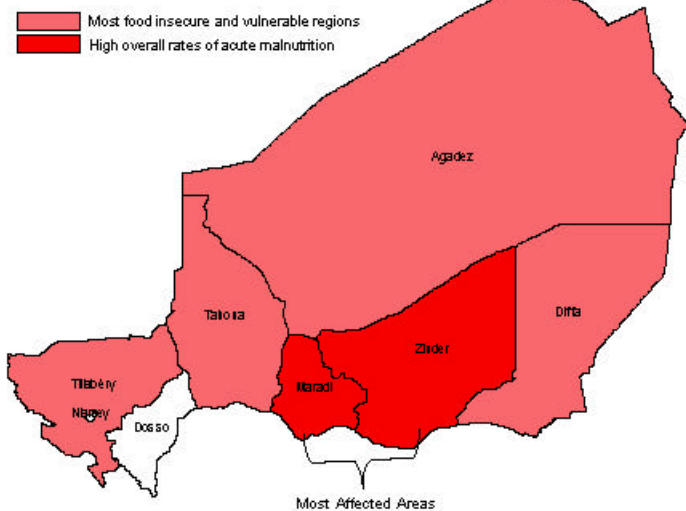 Most food insecure and vulnerable regions
High overall rates of acute malnutrition
Agadez
Tahoua
Diffa
Zinder
Maradi
Tillabéry
Niamey
Dosso
Most Affected Areas